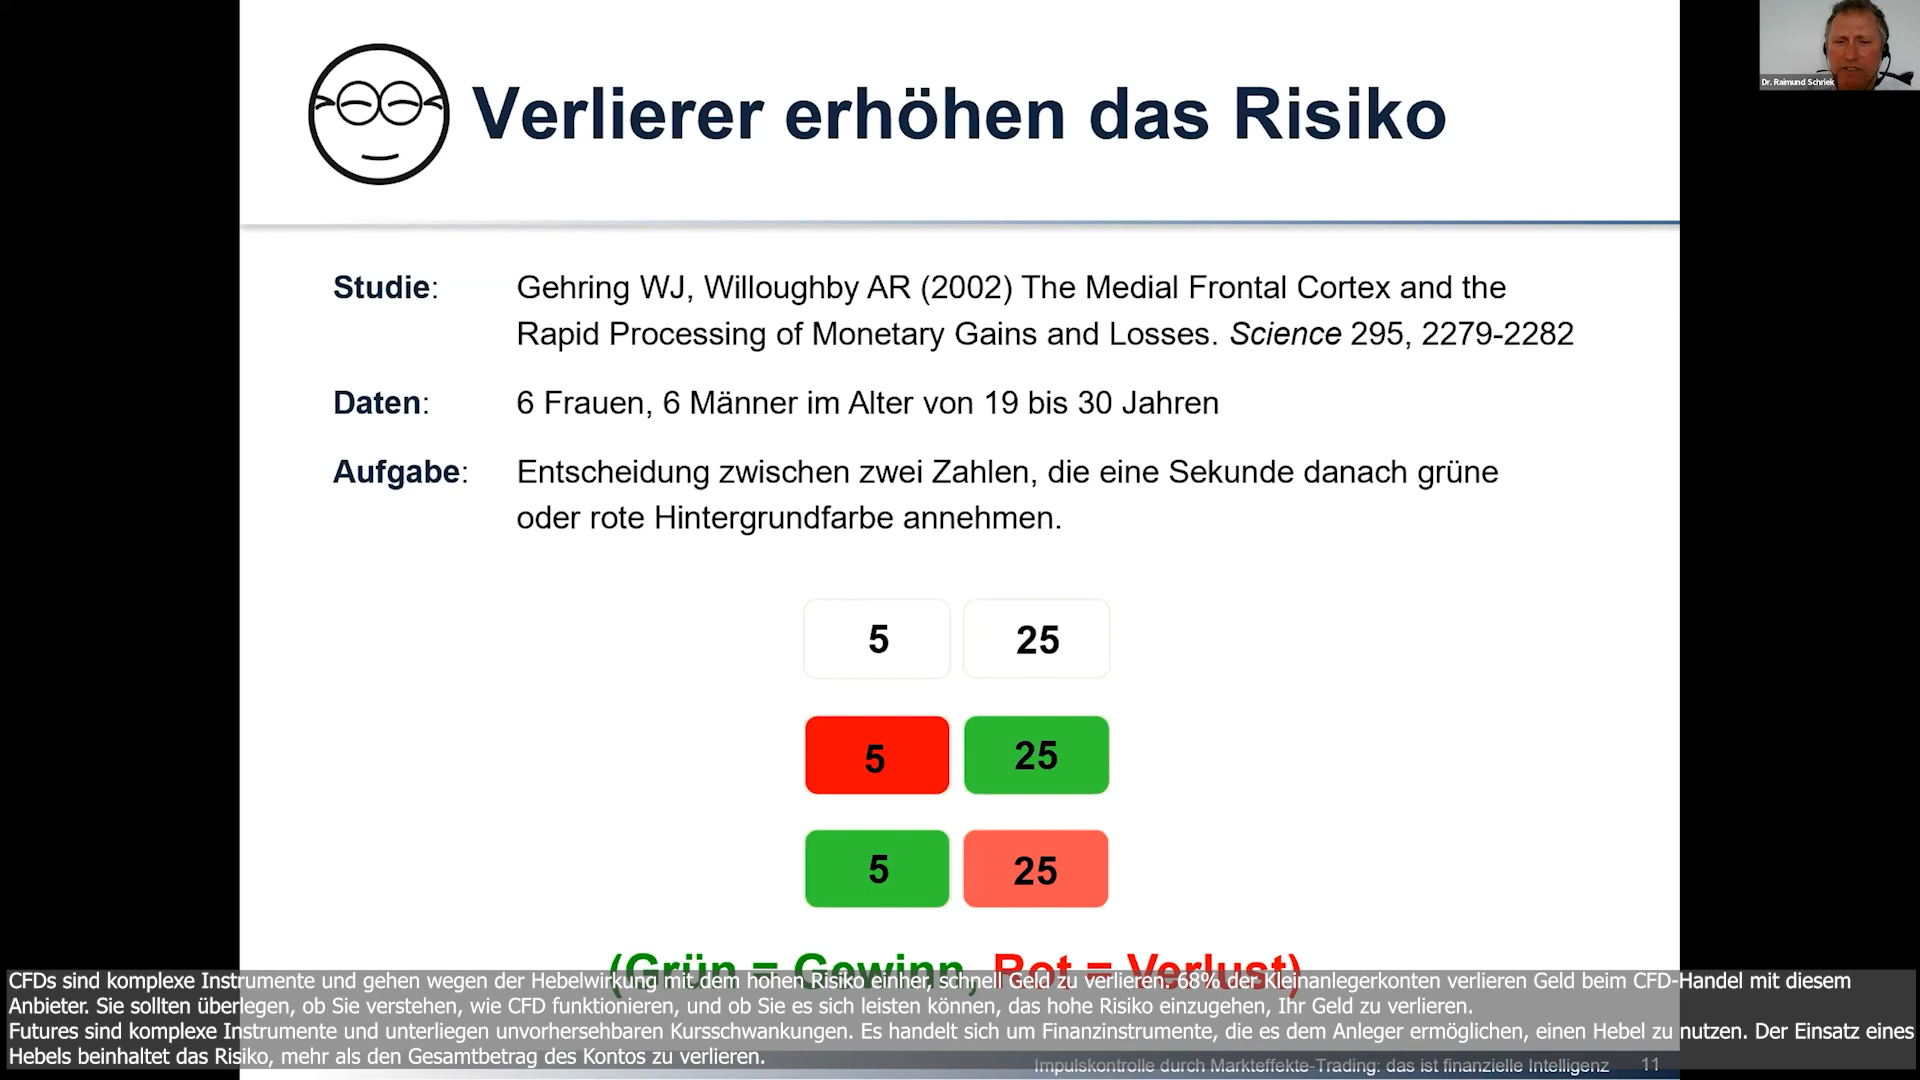 Dr. Raimund Schriek
Verlierer erhöhen das Risiko
Studie: Gehring WJ, Willoughby AR (2002) The Medial Frontal Cortex and the
Rapid Processing of Monetary Gains and Losses. Science 295, 2279-2282
Daten: 6 Frauen, 6 Männer im Alter von 19 bis 30 Jahren
Aufgabe: Entscheidung zwischen zwei Zahlen, die eine Sekunde danach grüne
oder rote Hintergrundfarbe annehmen.
5 25
5 25
5 25
(Grün = Gewinn, Rot = Verlust)
CFDs sind komplexe Instrumente und gehen wegen der Hebelwirkung mit dem hohen Risiko einher, schnell Geld zu verlieren. 68% der Kleinanlegerkonten verlieren Geld beim CFD-Handel mit diesem
Anbieter. Sie sollten überlegen, ob Sie verstehen, wie CFD funktionieren, und ob Sie es sich leisten können, das hohe Risiko einzugehen, Ihr Geld zu verlieren.
Futures sind komplexe Instrumente und unterliegen unvorhersehbaren Kursschwankungen. Es handelt sich um Finanzinstrumente, die es dem Anleger ermöglichen, einen Hebel zu nutzen. Der Einsatz eines
Hebels beinhaltet das Risiko, mehr als den Gesamtbetrag des Kontos zu verlieren.
Impulskontrolle durch Markteffekte-Trading: das ist finanzielle Intelligenz 11